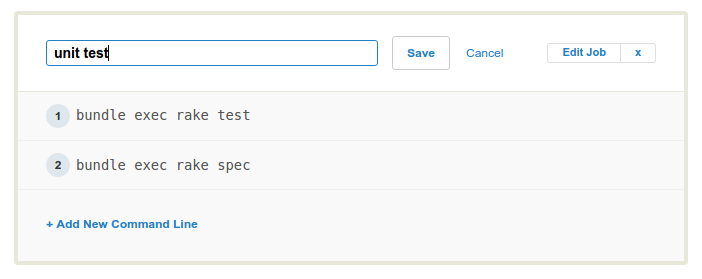 unit test Save Cancel Edit Job x
1 bundle exec rake test
2 bundle exec rake spec
+ Add New Command Line